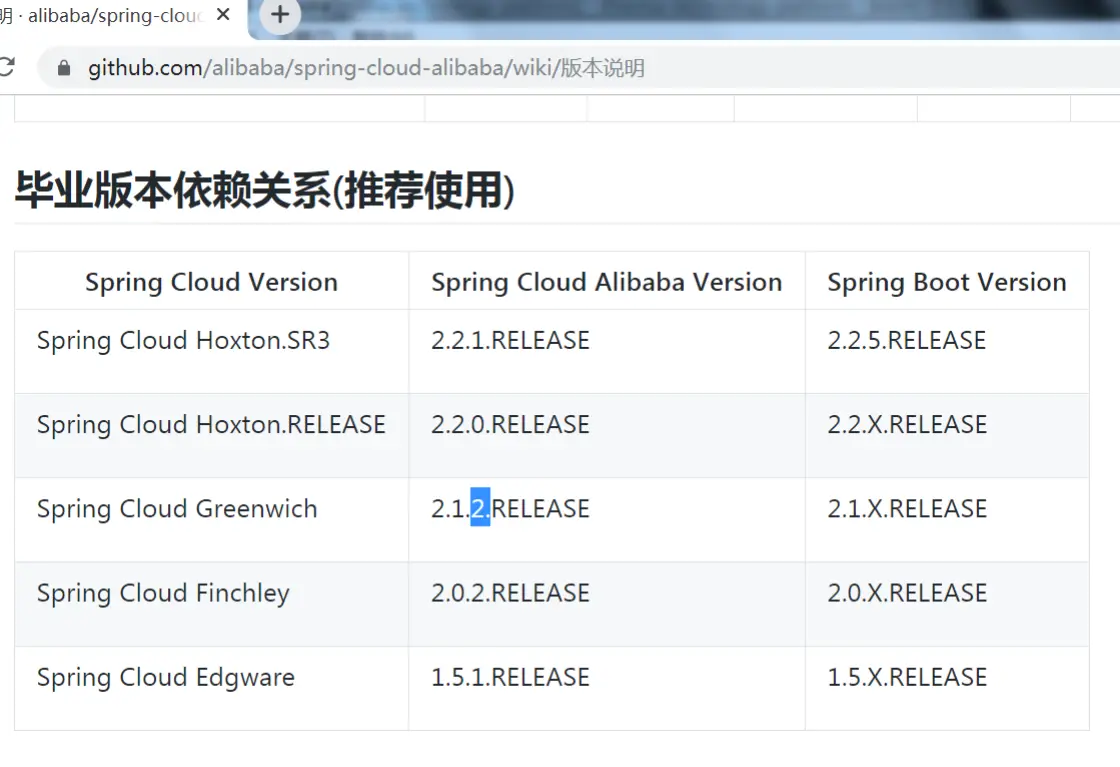 明 · alibaba/spring-clou
github.com/alibaba/spring-cloud-alibaba/wiki/版本说明
毕业版本依赖关系(推荐使用)
Spring Cloud Version Spring Cloud Alibaba Version Spring Boot Version
Spring Cloud Hoxton.SR3 2.2.1.RELEASE 2.2.5.RELEASE
Spring Cloud Hoxton.RELEASE 2.2.0.RELEASE 2.2.X.RELEASE
Spring Cloud Greenwich 2.1.2.RELEASE 2.1.X.RELEASE
Spring Cloud Finchley 2.0.2.RELEASE 2.0.X.RELEASE
Spring Cloud Edgware 1.5.1.RELEASE 1.5.X.RELEASE